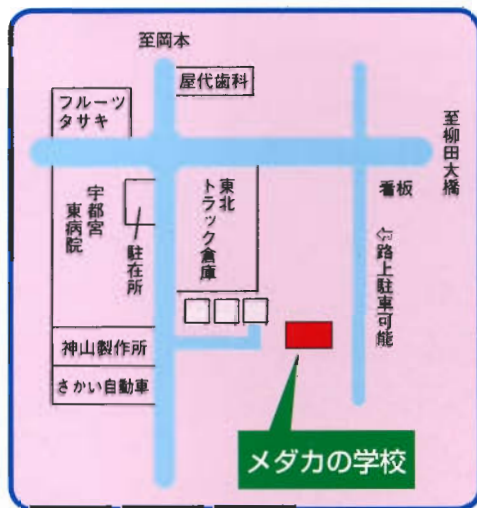 至岡本
屋代歯科
フルーツ
タサキ
至柳田大橋
宇都宮
東病院
駐在所
東北
トラック倉庫
看板
⇦路上駐車可能
神山製作所
さかい自動車
メダカの学校